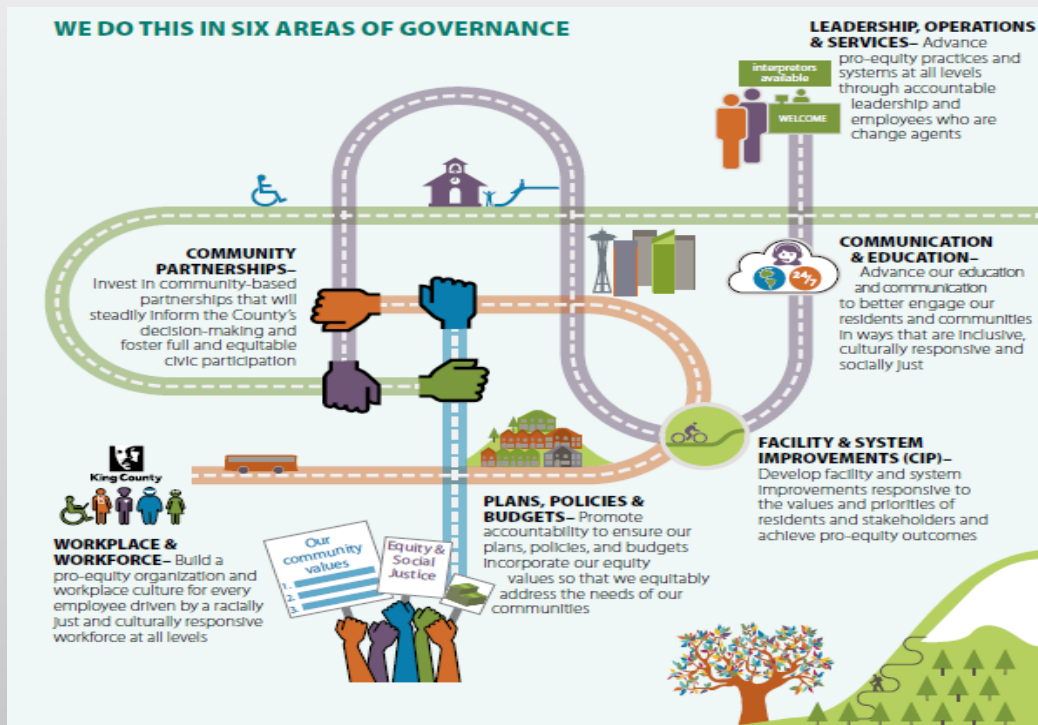 WE DO THIS IN SIX AREAS OF GOVERNANCE
LEADERSHIP, OPERATIONS
& SERVICES– Advance
pro-equity practices and
systems at all levels
through accountable
leadership and
employees who are
change agents
interpretors
available
WELCOME
COMMUNITY
PARTNERSHIPS–
Invest in community-based
partnerships that will
steadily inform the County's
decision-making and
foster full and equitable
civic participation
COMMUNICATION
& EDUCATION–
Advance our education
and communication
to better engage our
residents and communities
in ways that are inclusive,
culturally responsive and
socially just
24/7
King County
WORKPLACE &
WORKFORCE– Build a
pro-equity organization and
workplace culture for every
employee driven by a racially
just and culturally responsive
workforce at all levels
Our
community
values
1.
2.
3.
Equity &
Social
Justice
PLANS, POLICIES &
BUDGETS– Promote
accountability to ensure our
plans, policies, and budgets
incorporate our equity
values so that we equitably
address the needs of our
communities
FACILITY & SYSTEM
IMPROVEMENTS (CIP)–
Develop facility and system
improvements responsive to
the values and priorities of
residents and stakeholders and
achieve pro-equity outcomes